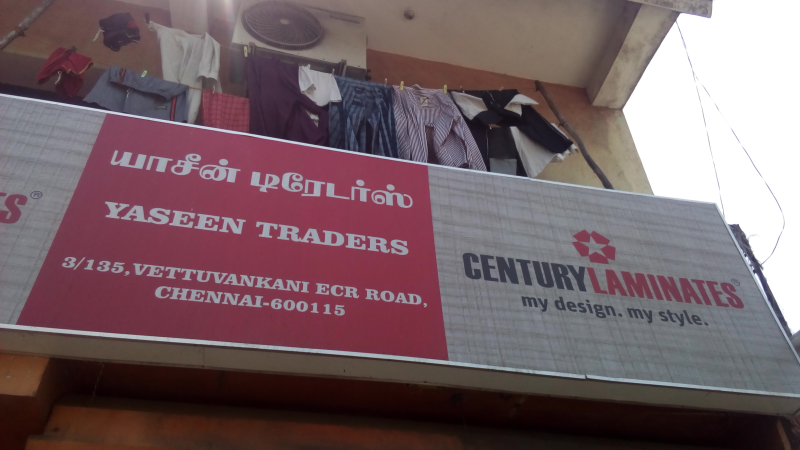 யாசீன் டிரேடர்ஸ்
YASEEN TRADERS
3/135,VETTUVANKANI ECR ROAD,
CHENNAI-600115
CENTURYLAMINATES®
my design. my style.